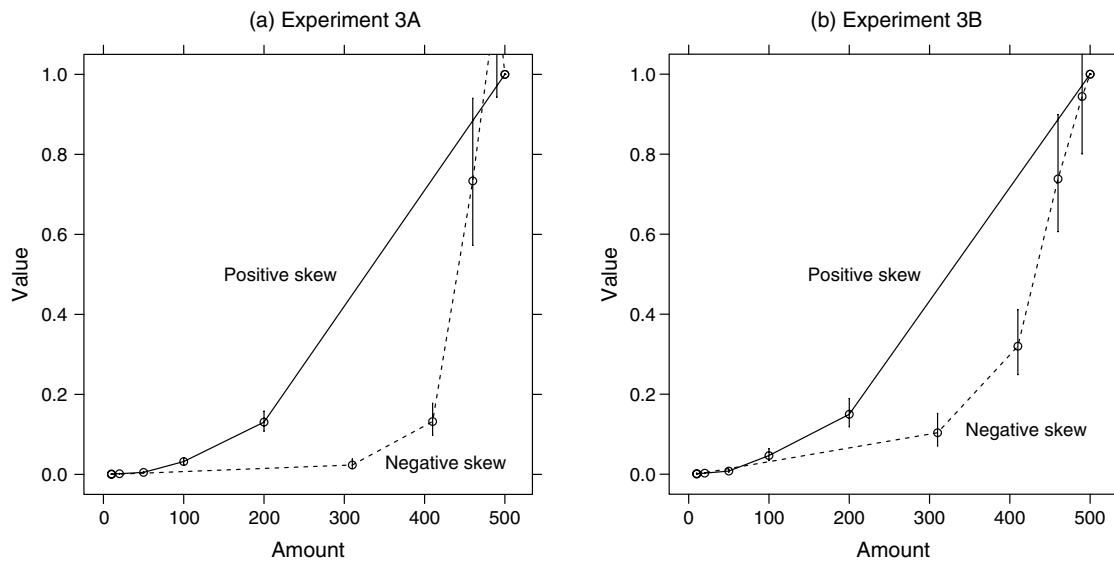 (a) Experiment 3A
1.0
0.8
0.6
0.4
0.2
0.0
Value
Positive skew
Negative skew
0 100 200 300 400 500
Amount
(b) Experiment 3B
1.0
0.8
0.6
0.4
0.2
0.0
Value
Positive skew
Negative skew
0 100 200 300 400 500
Amount